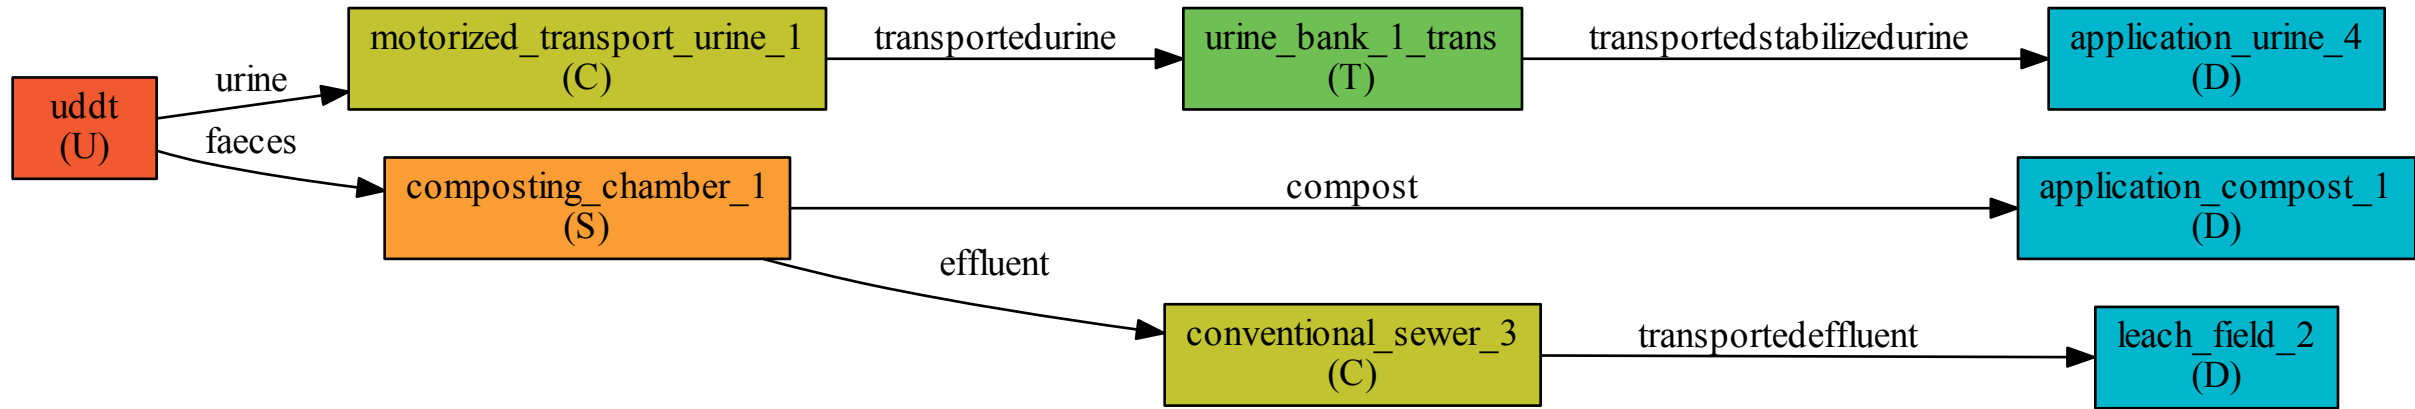 uddt
(U)
urine
faeces
motorized_transport_urine_1
(C)
transportedurine
urine_bank_1_trans
(T)
transportedstabilizedurine
application_urine_4
(D)
composting_chamber_1
(S)
compost
application_compost_1
(D)
effluent
conventional_sewer_3
(C)
transportedeffluent
leach_field_2
(D)